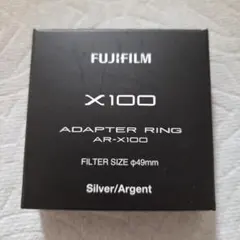 FUJIFILM
X100
ADAPTER RING
AR-X100
FILTER SIZE φ49mm
Silver/Argent